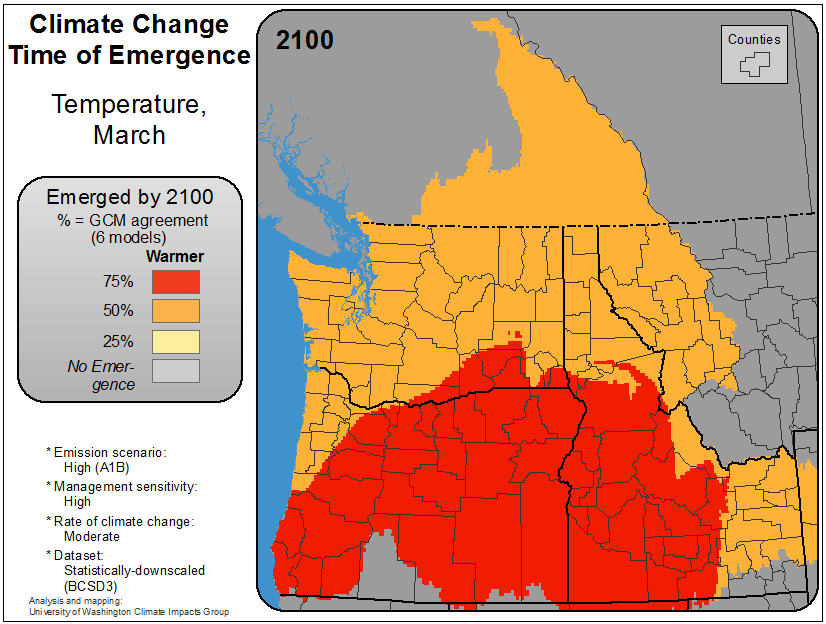 Climate Change
Time of Emergence
Temperature,
March
Emerged by 2100
% = GCM agreement
(6 models)
Warmer
75%
50%
25%
No Emer-
gence
* Emission scenario:
High (A1B)
* Management sensitivity:
High
* Rate of climate change:
Moderate
* Dataset:
Statistically-downscaled
(BCSD3)
Analysis and mapping:
University of Washington Climate Impacts Group
2100
Counties